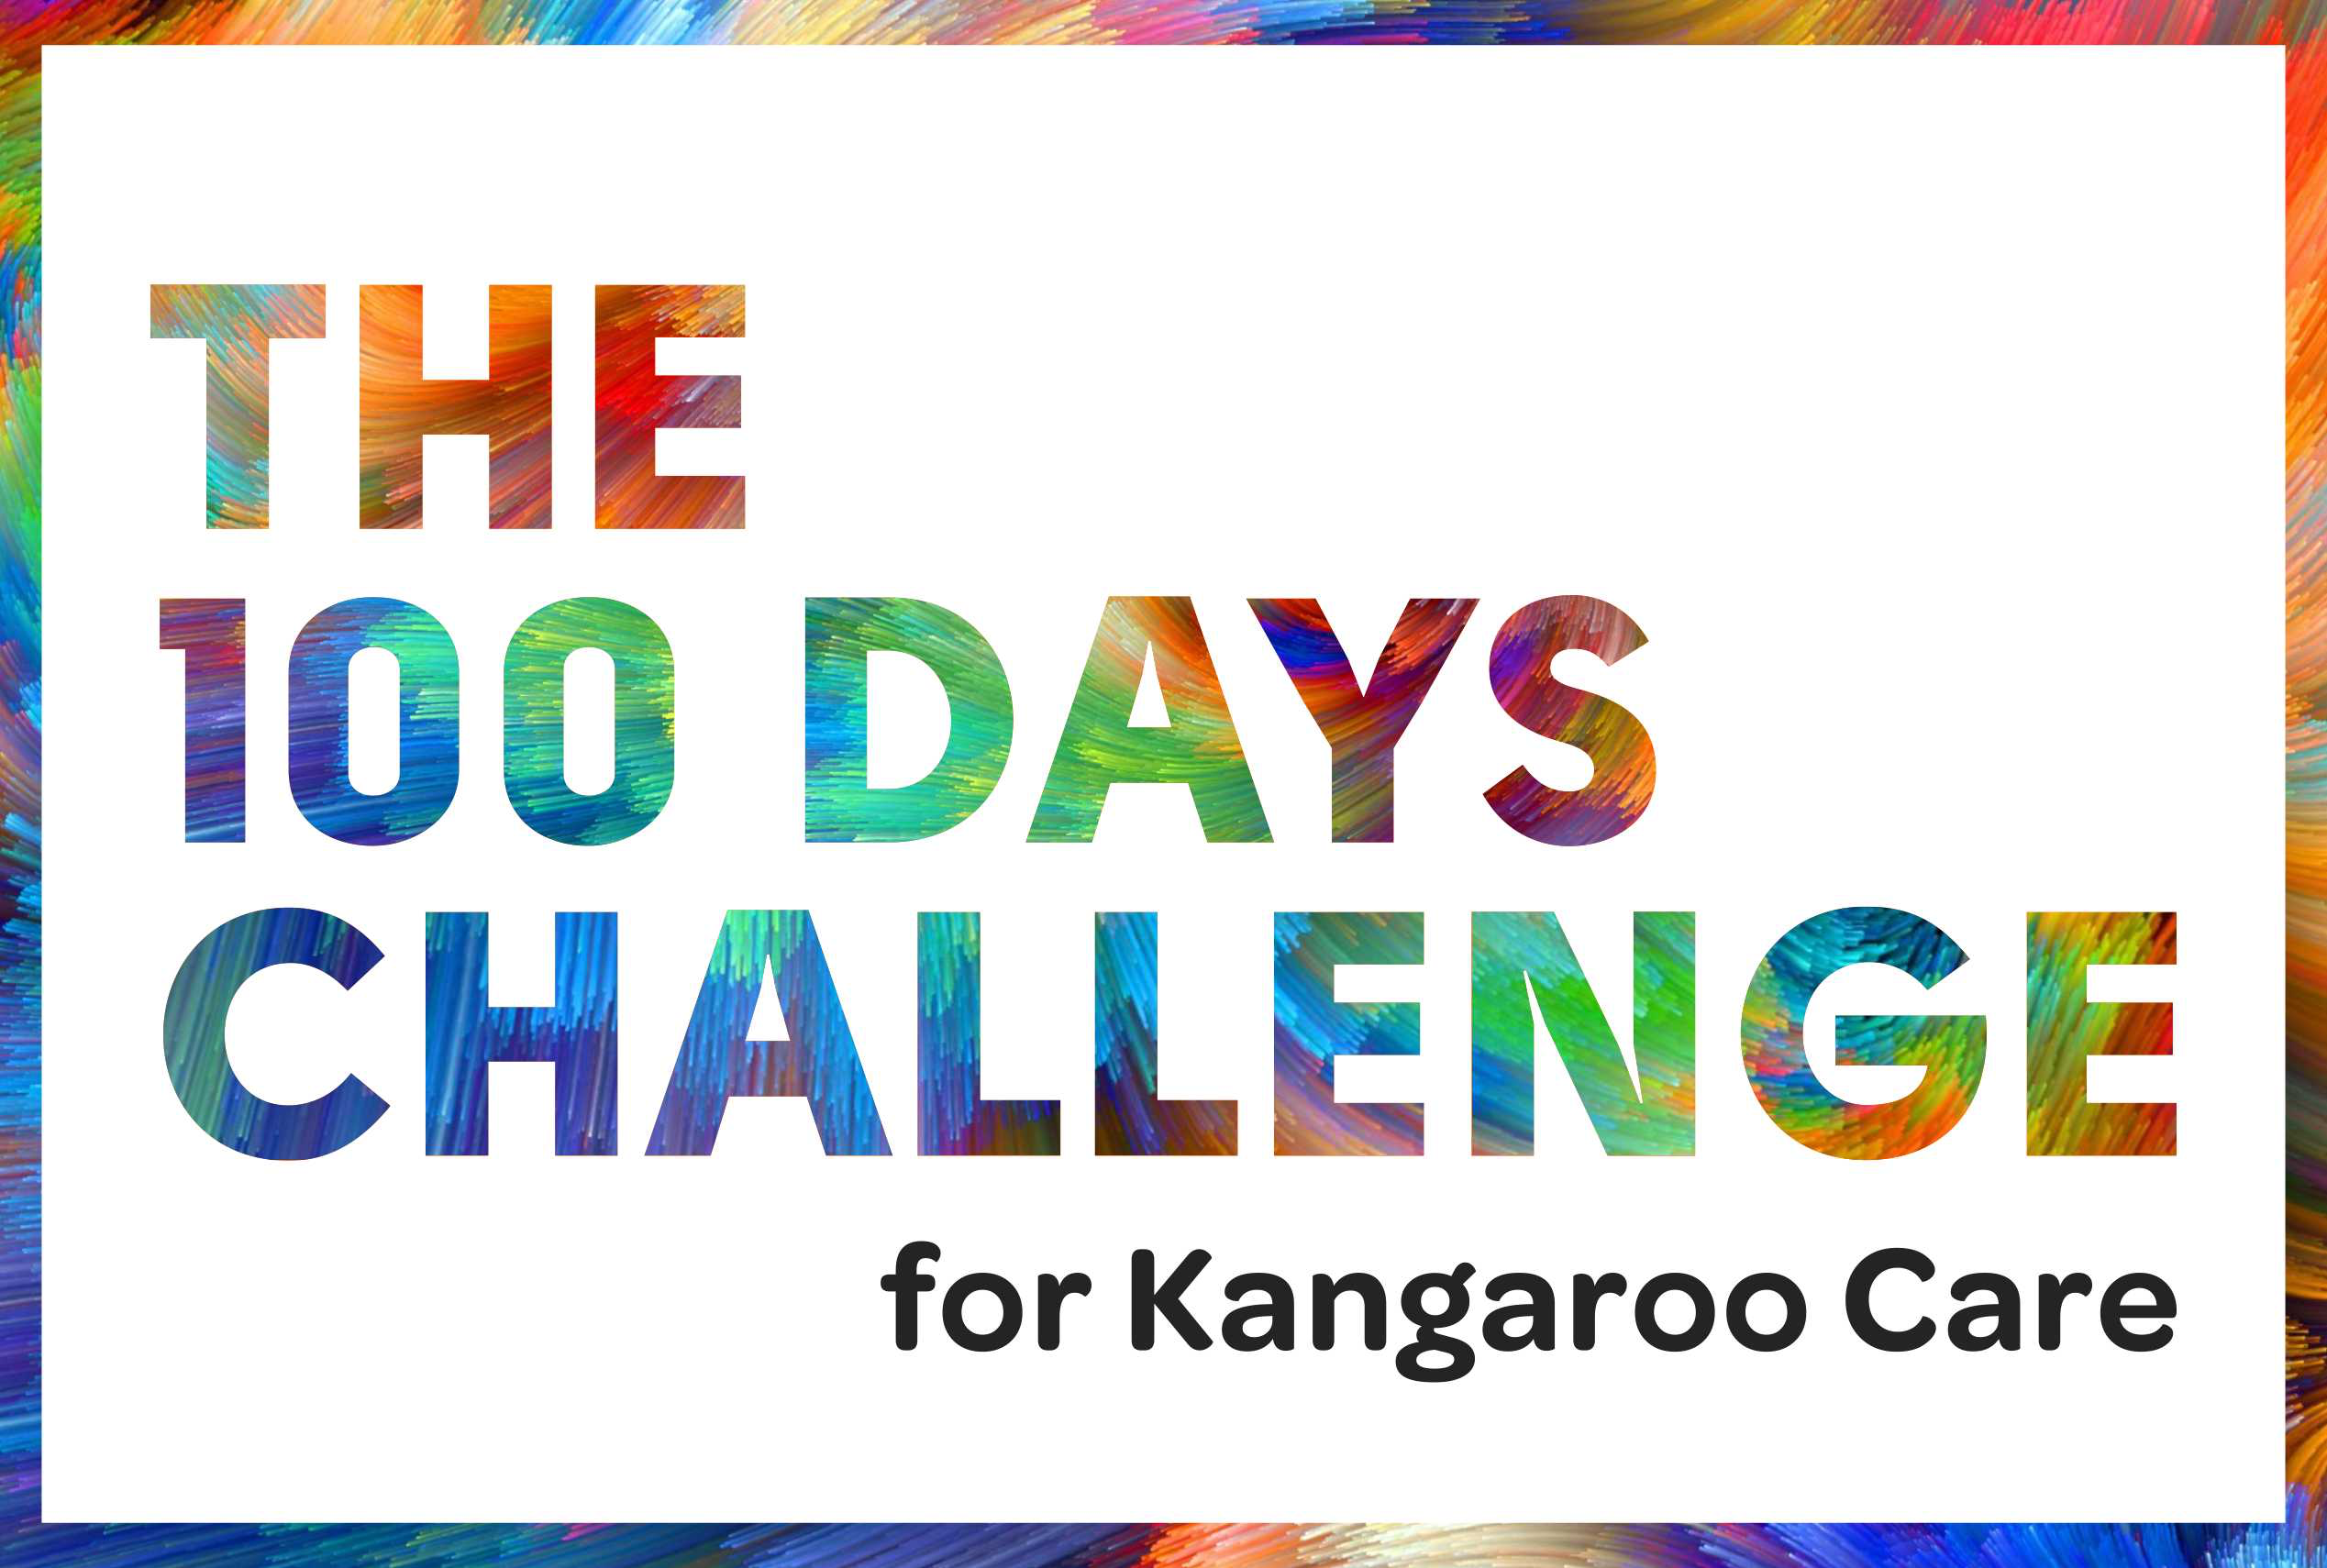 THE
100 DAYS
CHALLENGE
for Kangaroo Care